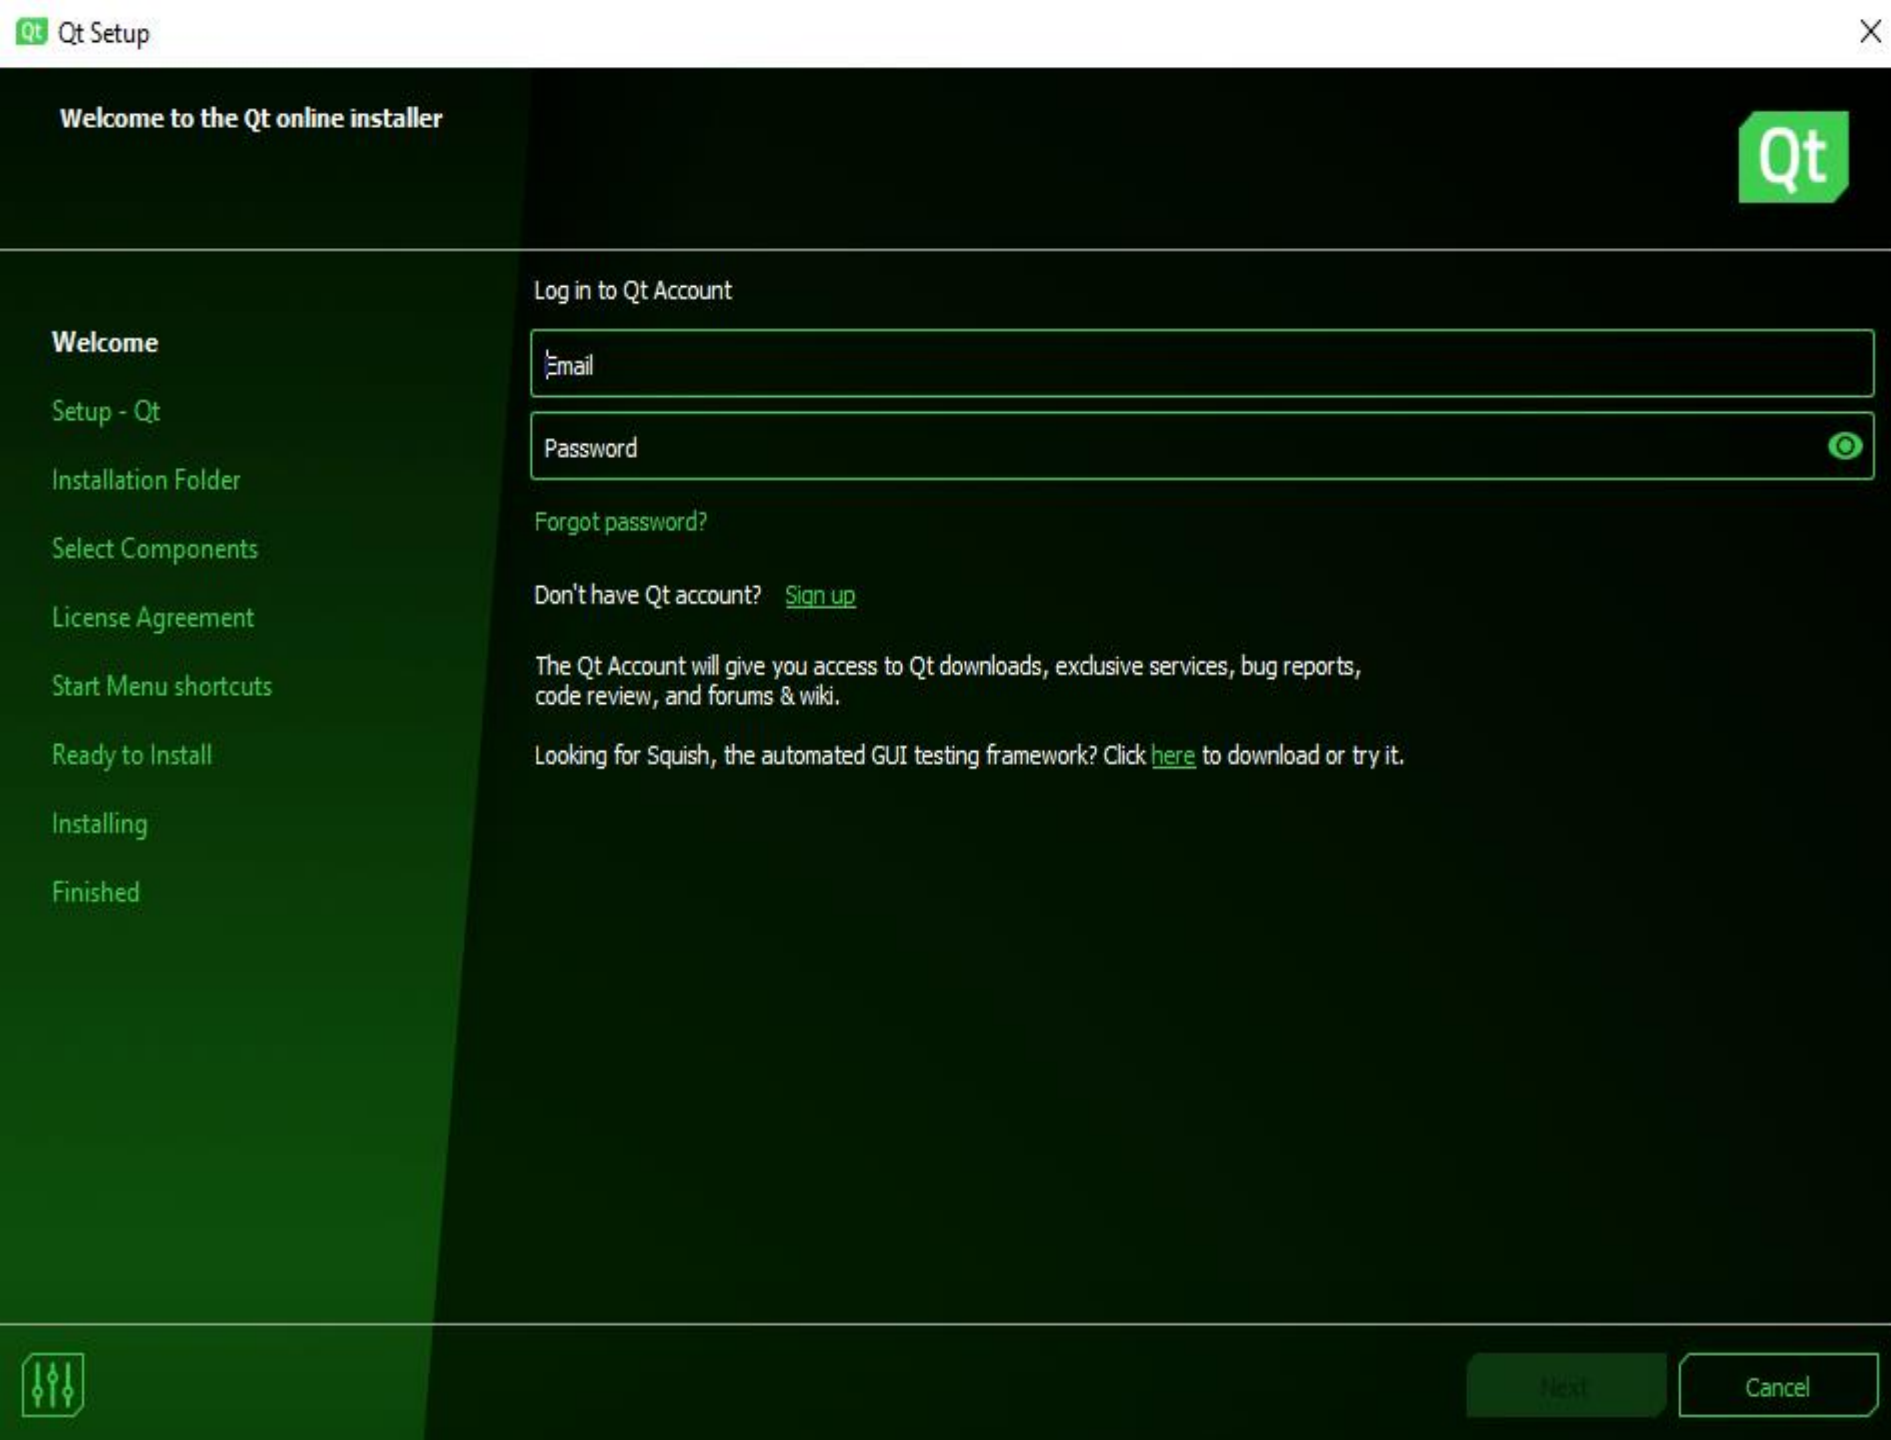 Qt Qt Setup
Welcome to the Qt online installer
Qt
Welcome
Setup - Qt
Installation Folder
Select Components
License Agreement
Start Menu shortcuts
Ready to Install
Installing
Finished
Log in to Qt Account
Email
Password
Forgot password?
Don't have Qt account? Sign up
The Qt Account will give you access to Qt downloads, exclusive services, bug reports,
code review, and forums & wiki.
Looking for Squish, the automated GUI testing framework? Click here to download or try it.
Next
Cancel